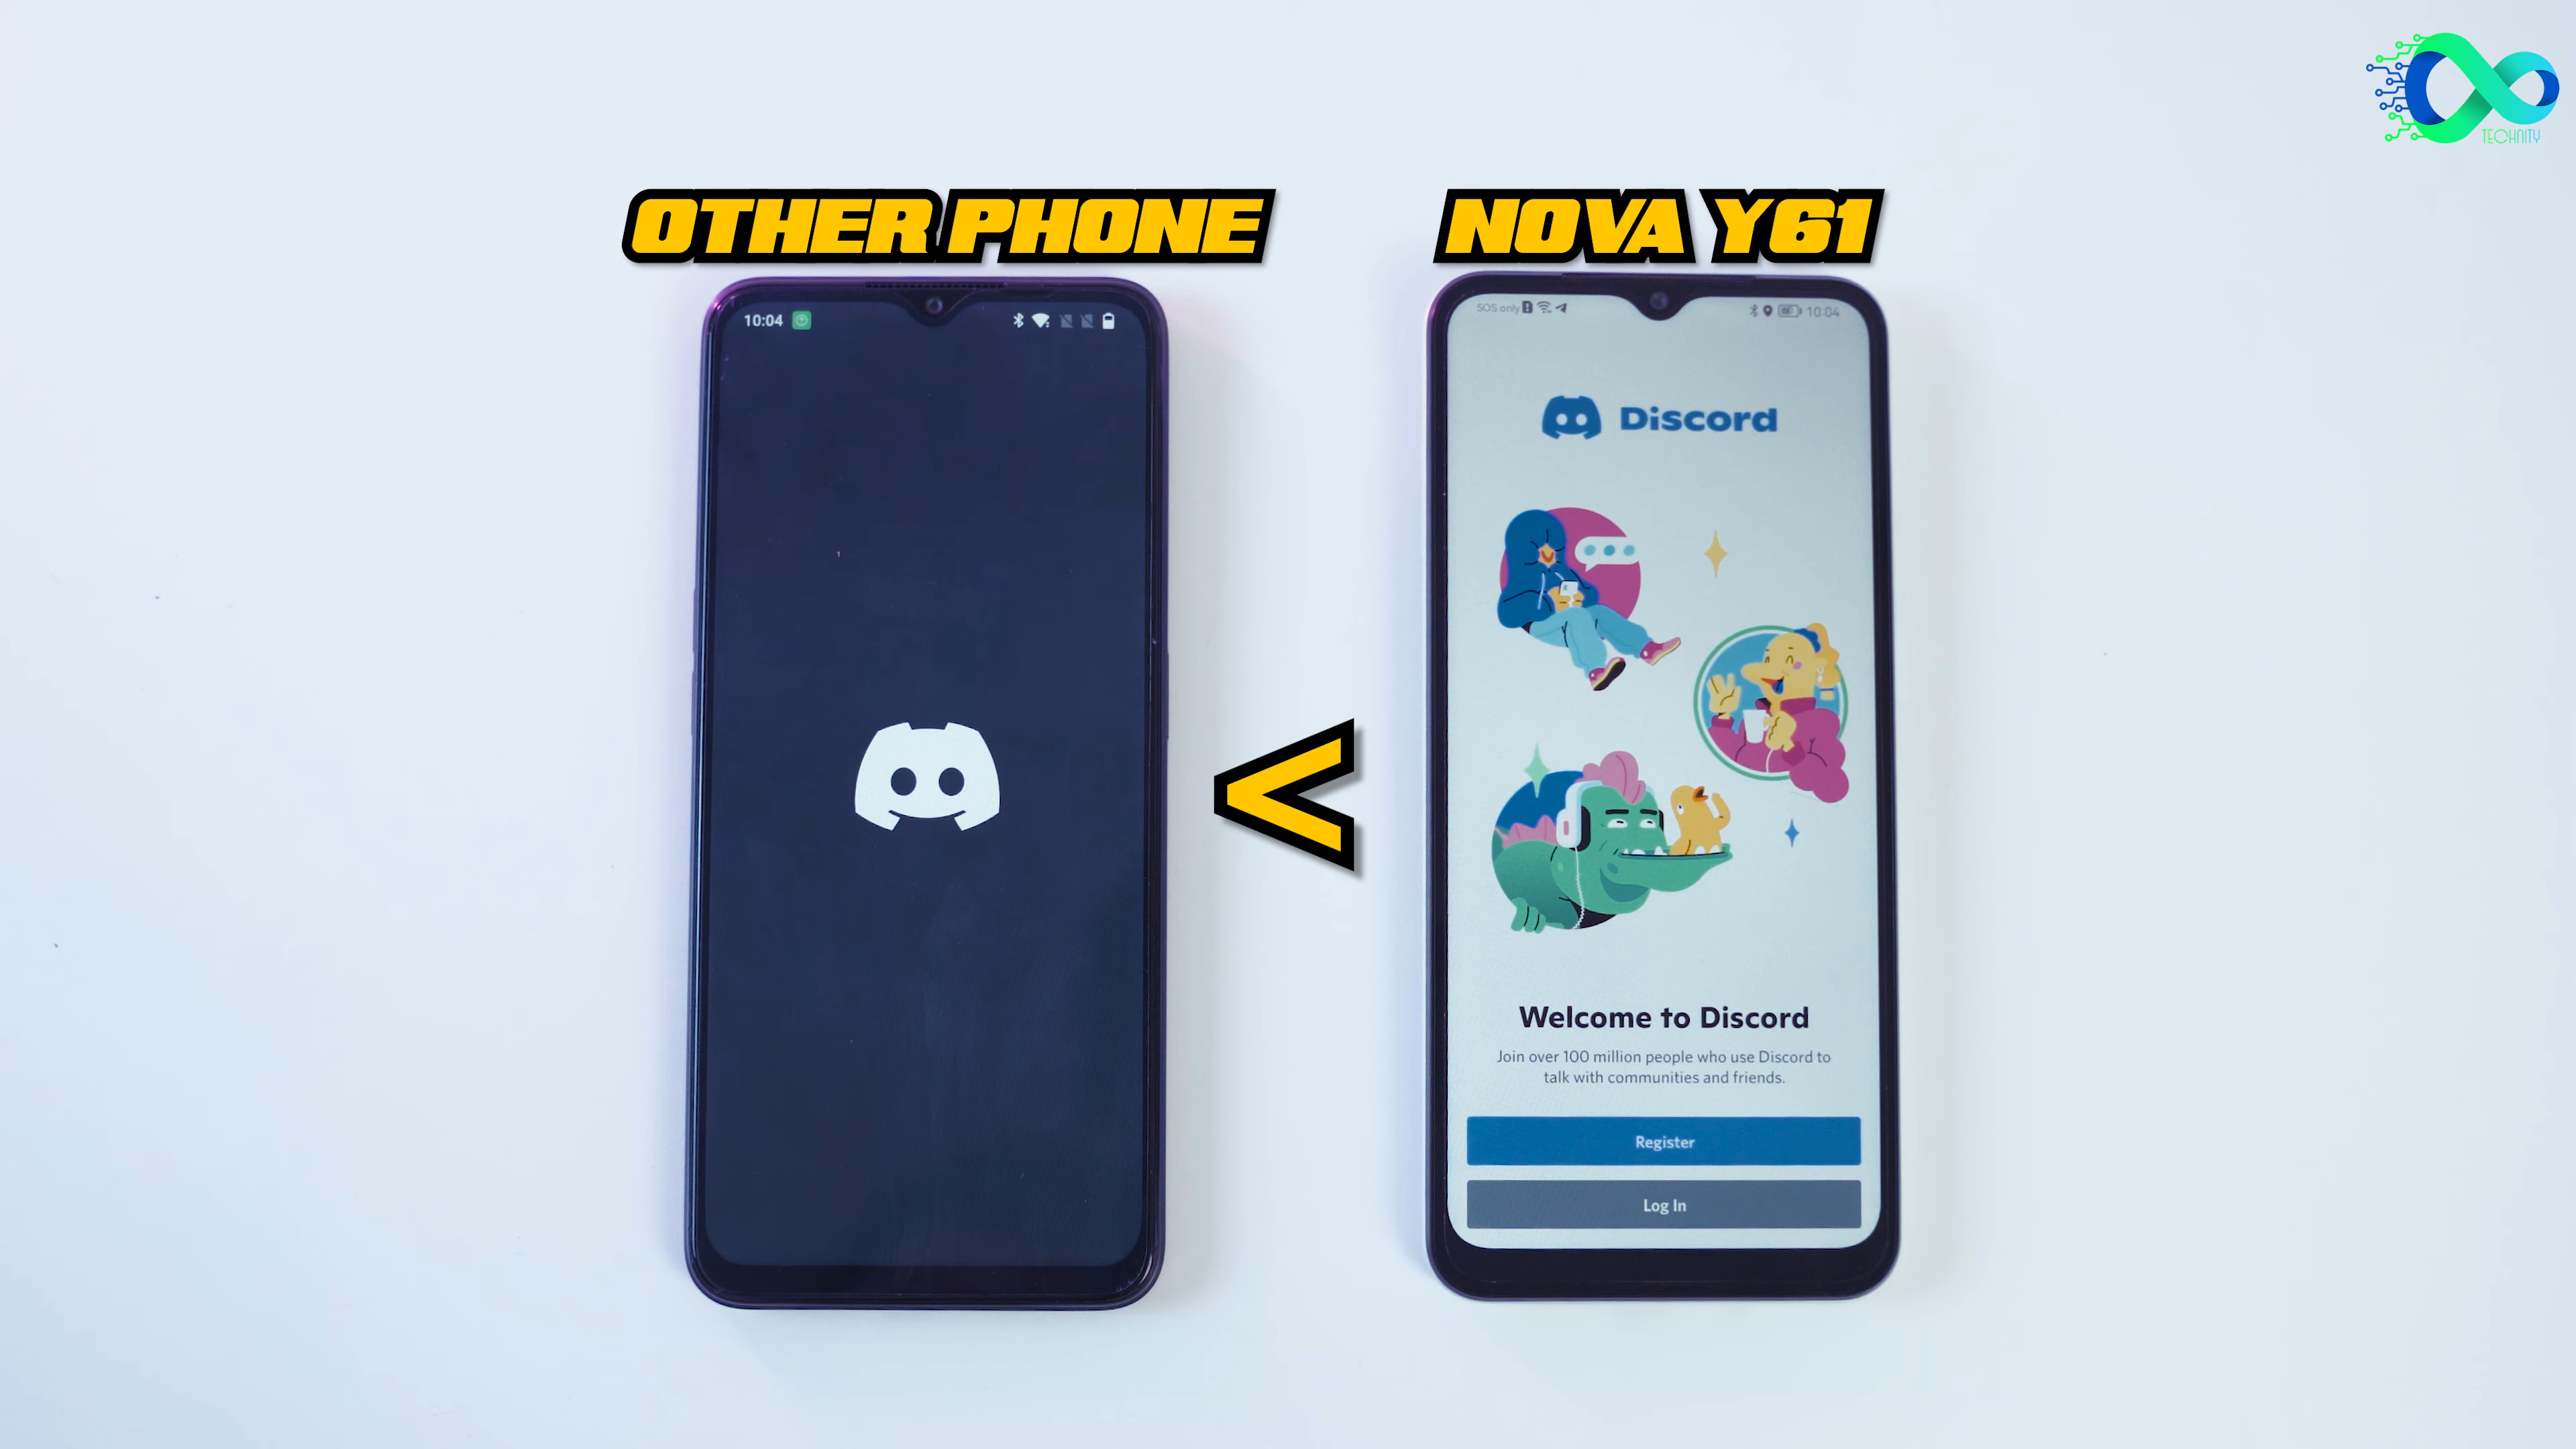 TECHNITY
OTHER PHONE
NOVA Y61
10:04
SOS only
10:04
Discord
<
Welcome to Discord
Join over 100 million people who use Discord to
talk with communities and friends.
Register
Log In